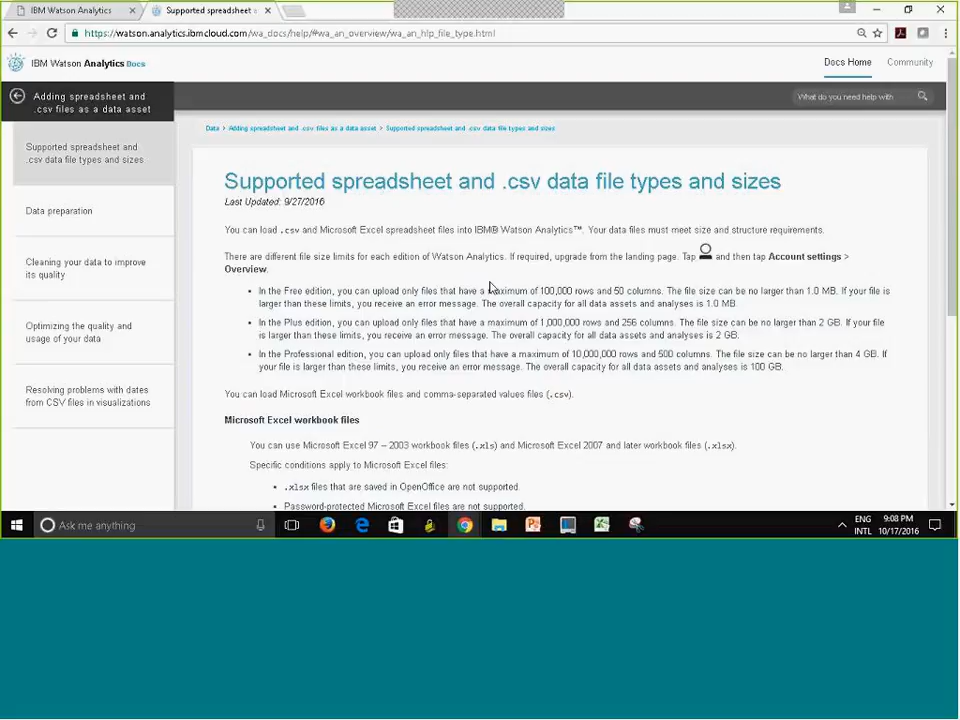 IBM Watson Analytics
Supported spreadsheet a
https://watson.analytics.ibmcloud.com/wa_docs/help/#wa_an_overview/wa_an_hlp_file_type.html
IBM Watson Analytics Docs
Docs Home
Community
Adding spreadsheet and
.csv files as a data asset
What do you need help with
Supported spreadsheet and
.csv data file types and sizes
Data preparation
Cleaning your data to improve
its quality
Optimizing the quality and
usage of your data
Resolving problems with dates
from CSV files in visualizations
Data > Adding spreadsheet and .csv files as a data asset > Supported spreadsheet and .csv data file types and sizes
Supported spreadsheet and .csv data file types and sizes
Last Updated: 9/27/2016
You can load .csv and Microsoft Excel spreadsheet files into IBM® Watson Analytics™. Your data files must meet size and structure requirements.
There are different file size limits for each edition of Watson Analytics. If required, upgrade from the landing page. Tap and then tap Account settings >
Overview.
• In the Free edition, you can upload only files that have a maximum of 100,000 rows and 50 columns. The file size can be no larger than 1.0 MB. If your file is
larger than these limits, you receive an error message. The overall capacity for all data assets and analyses is 1.0 MB.
• In the Plus edition, you can upload only files that have a maximum of 1,000,000 rows and 256 columns. The file size can be no larger than 2 GB. If your file
is larger than these limits, you receive an error message. The overall capacity for all data assets and analyses is 2 GB.
• In the Professional edition, you can upload only files that have a maximum of 10,000,000 rows and 500 columns. The file size can be no larger than 4 GB. If
your file is larger than these limits, you receive an error message. The overall capacity for all data assets and analyses is 100 GB.
You can load Microsoft Excel workbook files and comma-separated values files (.csv).
Microsoft Excel workbook files
You can use Microsoft Excel 97 – 2003 workbook files (.xls) and Microsoft Excel 2007 and later workbook files (.xlsx).
Specific conditions apply to Microsoft Excel files:
• .xlsx files that are saved in OpenOffice are not supported.
• Password-protected Microsoft Excel files are not supported.
Ask me anything
ENG
INTL
9:08 PM
10/17/2016